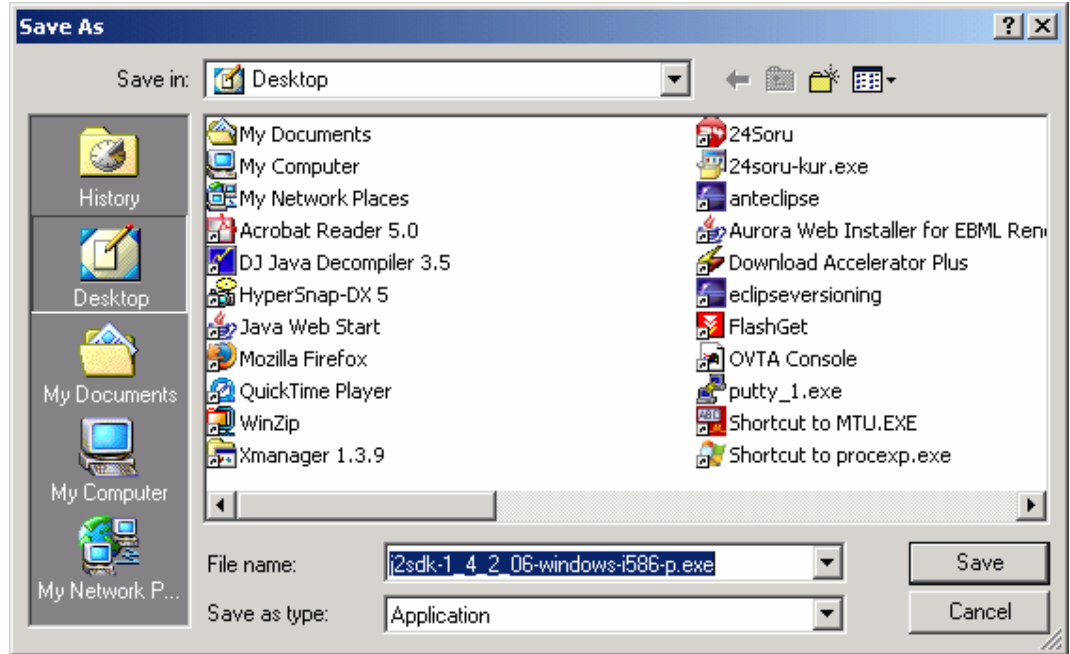 Save As
Save in:
Desktop
History
Desktop
My Documents
My Computer
My Network P...
My Documents
My Computer
My Network Places
Acrobat Reader 5.0
DJ Java Decompiler 3.5
HyperSnap-DX 5
Java Web Start
Mozilla Firefox
QuickTime Player
WinZip
Xmanager 1.3.9
24Soru
24soru-kur.exe
anteclipse
Aurora Web Installer for EBML Ren
Download Accelerator Plus
eclipseversioning
FlashGet
OVTA Console
putty_1.exe
Shortcut to MTU.EXE
Shortcut to procexp.exe
File name:
j2sdk-1_4_2_06-windows-i586-p.exe
Save
Save as type:
Application
Cancel